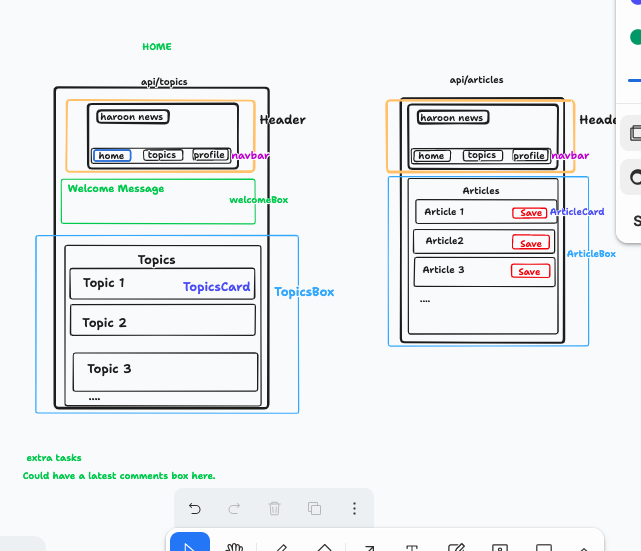 HOME
api/topics
haroon news
Header
home topics profile navbar
Welcome Message
welcomeBox
Topics
Topic 1 TopicsCard
TopicsBox
Topic 2
Topic 3
....
extra tasks
Could have a latest comments box here.
api/articles
haroon news
home topics profile navbar
Articles
Article 1 Save ArticleCard
Article2 Save
ArticleBox
Article 3 Save
....